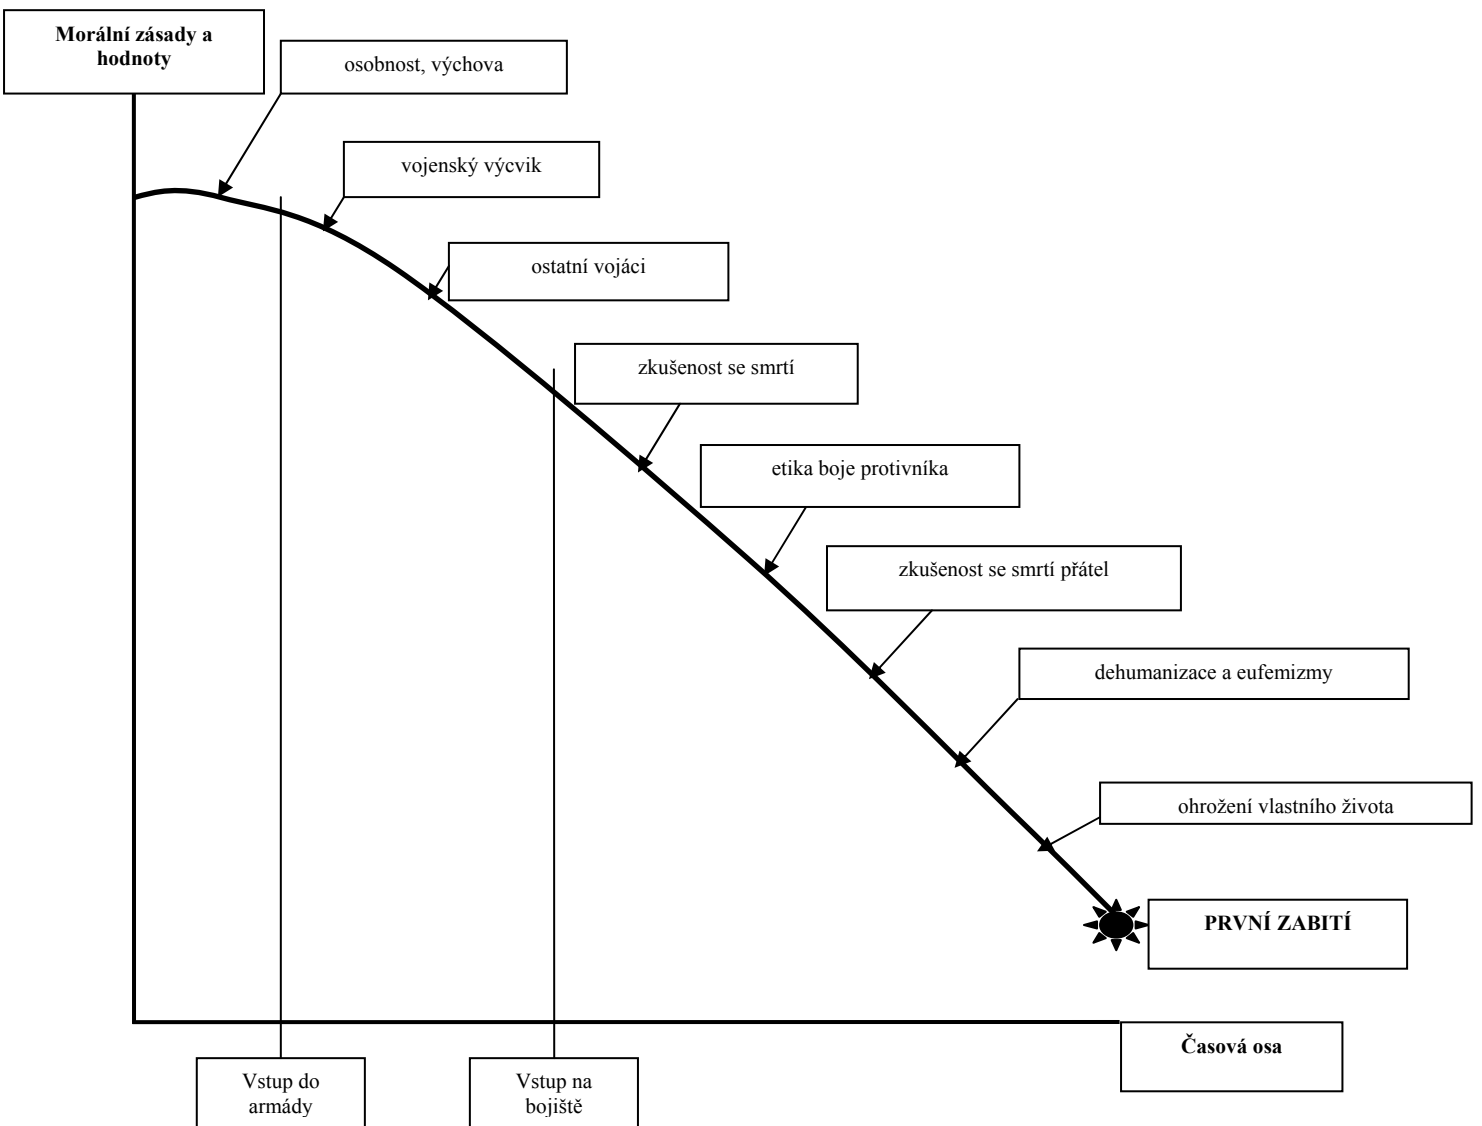 Morální zásady a
hodnoty
osobnost, výchova
vojenský výcvik
ostatní vojáci
zkušenost se smrtí
etika boje protivníka
zkušenost se smrtí přátel
dehumanizace a eufemizmy
ohrožení vlastního života
PRVNÍ ZABITÍ
Časová osa
Vstup do
armády
Vstup na
bojiště